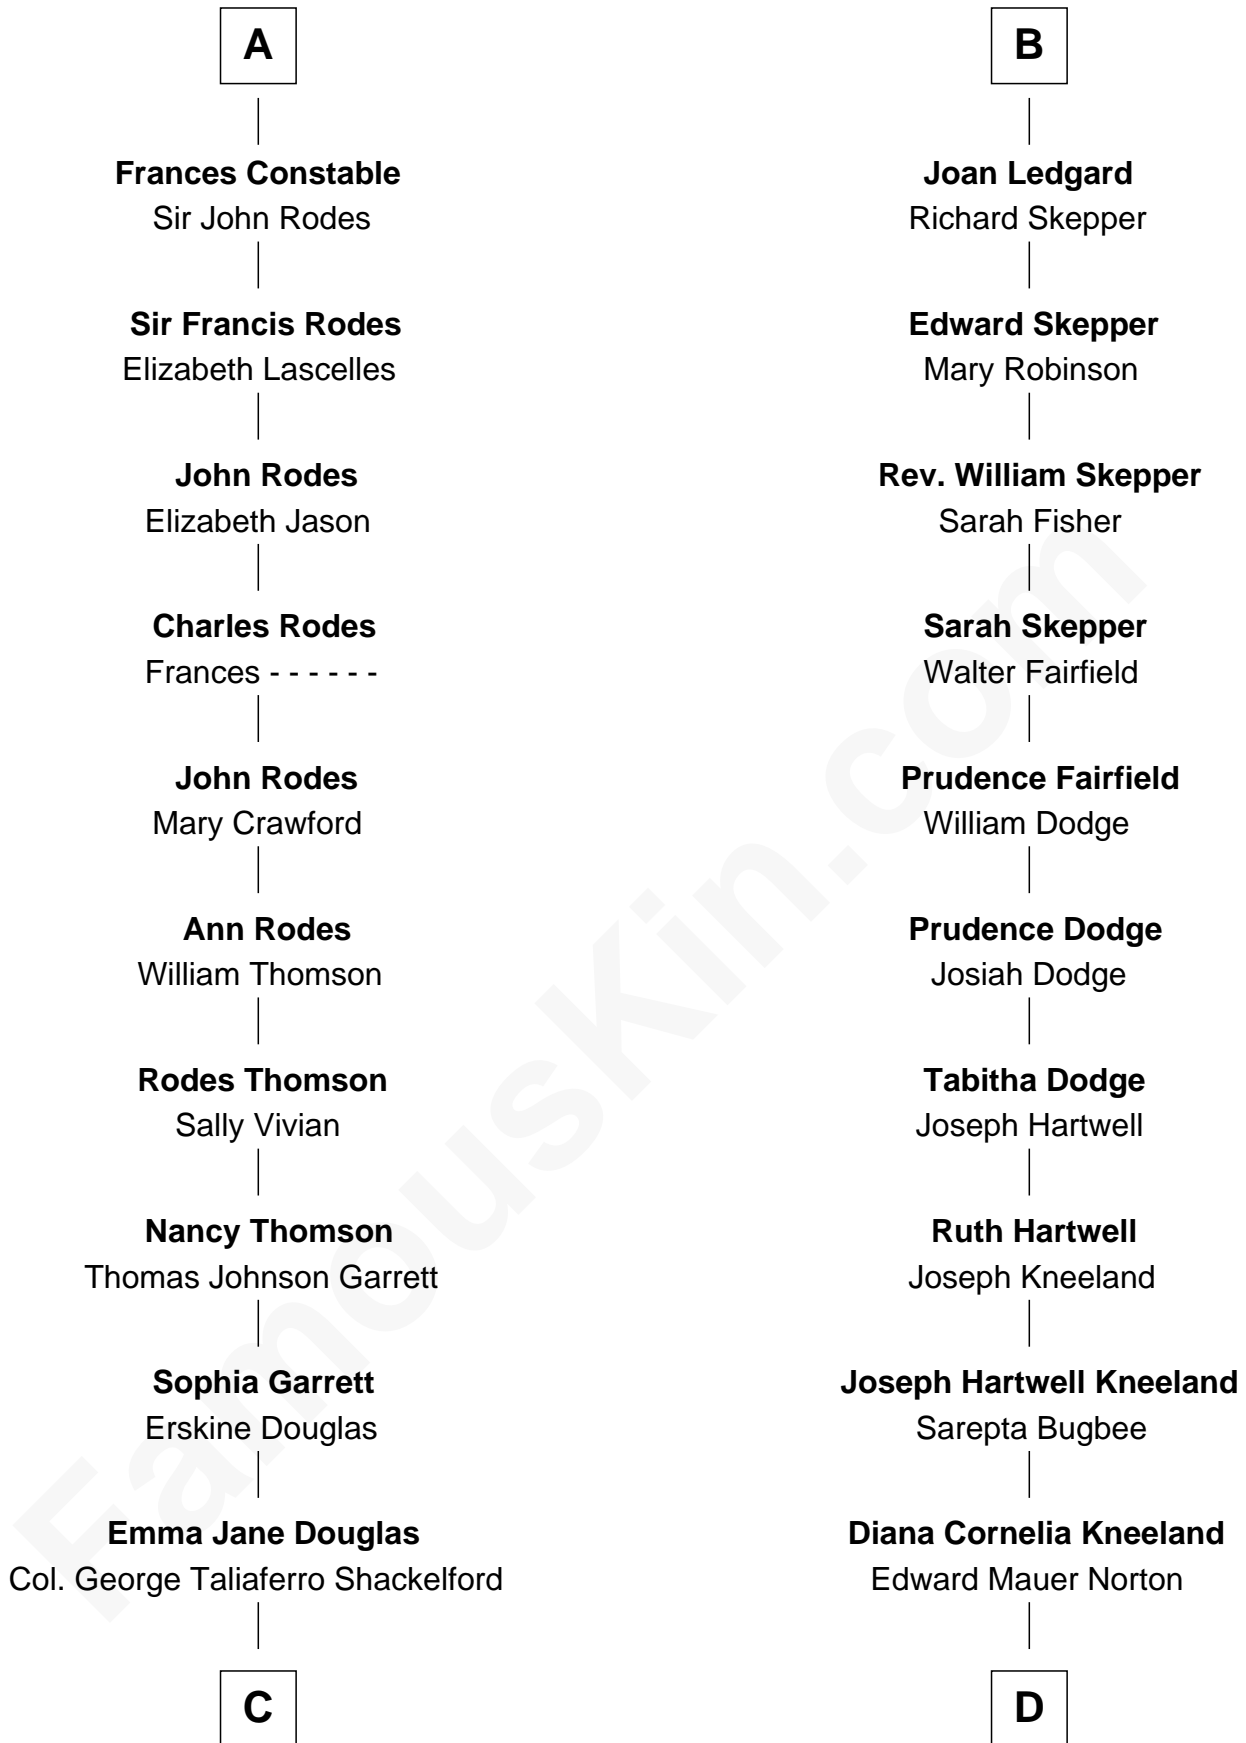 A
Frances Constable
Sir John Rodes
Sir Francis Rodes
Elizabeth Lascelles
John Rodes
Elizabeth Jason
Charles Rodes
Frances - - - - - -
John Rodes
Mary Crawford
Ann Rodes
William Thomson
Rodes Thomson
Sally Vivian
Nancy Thomson
Thomas Johnson Garrett
Sophia Garrett
Erskine Douglas
Emma Jane Douglas
Col. George Taliaferro Shackelford
C
B
Joan Ledgard
Richard Skepper
Edward Skepper
Mary Robinson
Rev. William Skepper
Sarah Fisher
Sarah Skepper
Walter Fairfield
Prudence Fairfield
William Dodge
Prudence Dodge
Josiah Dodge
Tabitha Dodge
Joseph Hartwell
Ruth Hartwell
Joseph Kneeland
Joseph Hartwell Kneeland
Sarepta Bugbee
Diana Cornelia Kneeland
Edward Mauer Norton
D
FamousKin.com